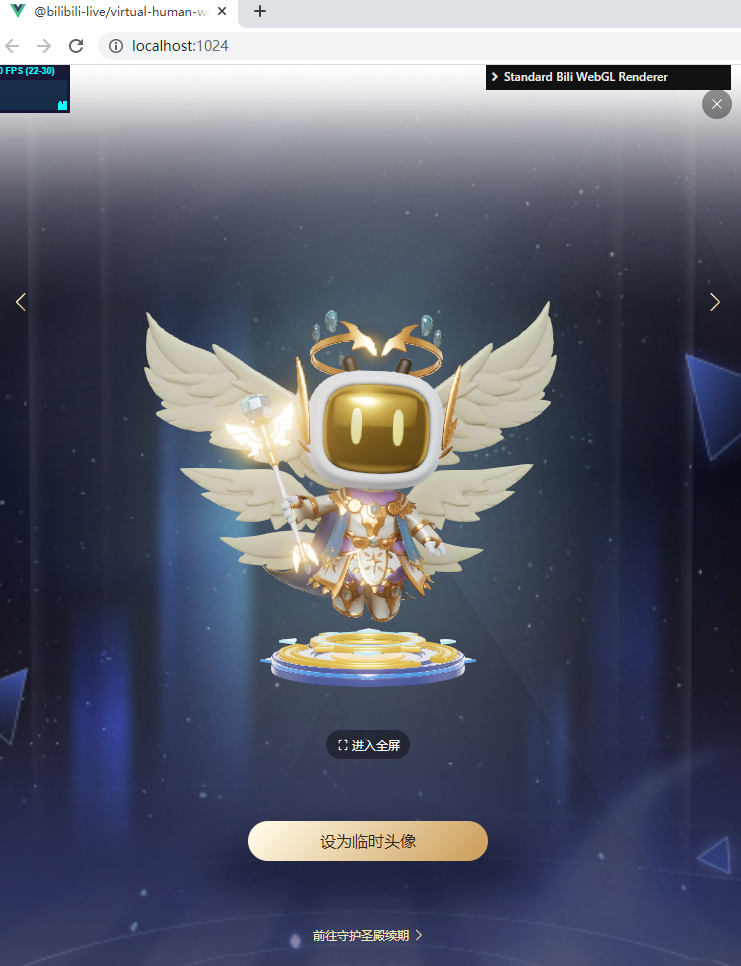 @bilibili-live/virtual-human-w
localhost:1024
0 FPS (22-30)
Standard Bili WebGL Renderer
进入全屏
设为临时头像
前往守护圣殿续期